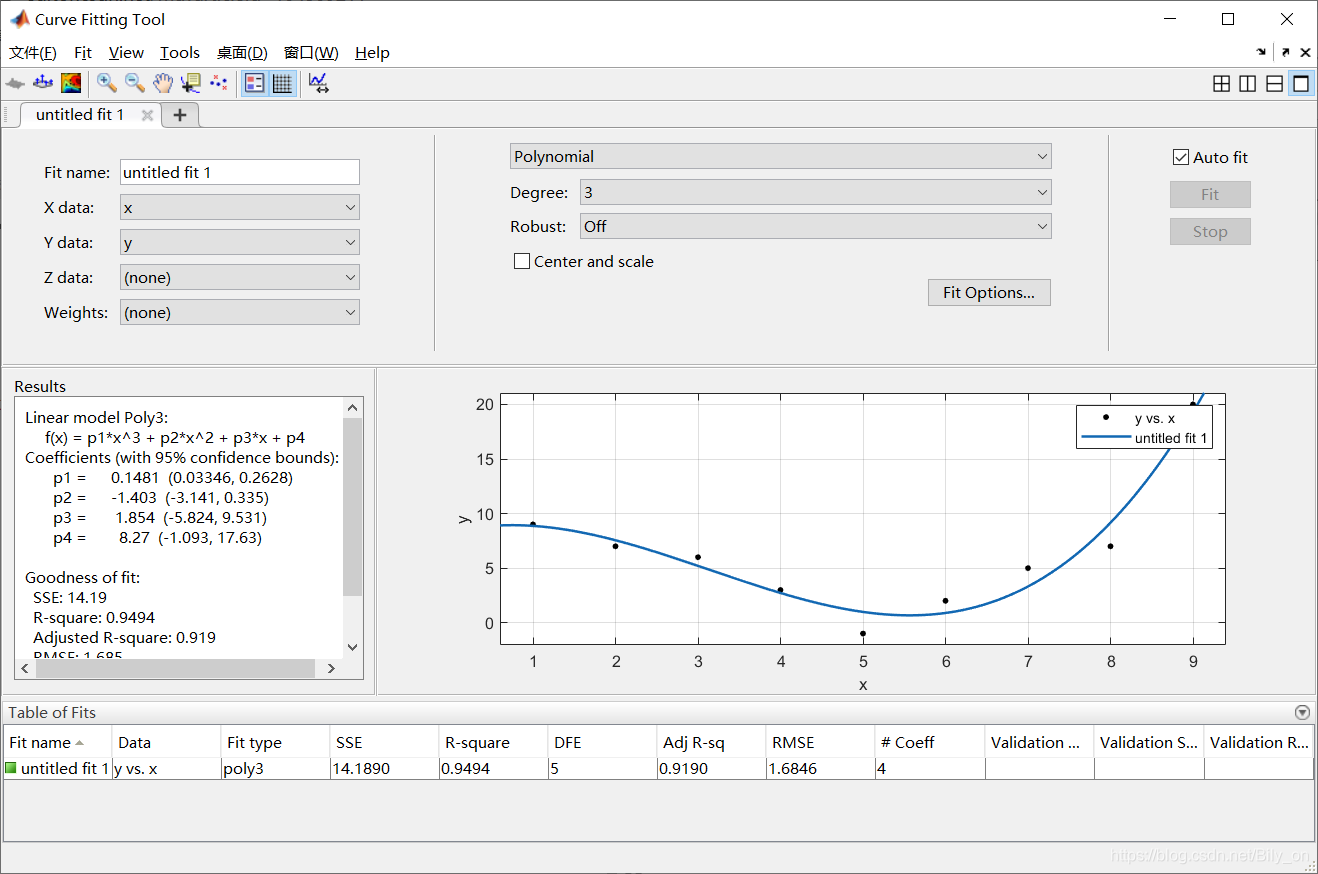 Curve Fitting Tool
文件(F) Fit View Tools 桌面(D) 窗口(W) Help
untitled fit 1
Fit name: untitled fit 1
X data: x
Y data: y
Z data: (none)
Weights: (none)
Polynomial
Degree: 3
Robust: Off
Center and scale
Fit Options...
Auto fit
Fit
Stop
Results
Linear model Poly3:
f(x) = p1*x^3 + p2*x^2 + p3*x + p4
Coefficients (with 95% confidence bounds):
p1 = 0.1481 (0.03346, 0.2628)
p2 = -1.403 (-3.141, 0.335)
p3 = 1.854 (-5.824, 9.531)
p4 = 8.27 (-1.093, 17.63)
Goodness of fit:
SSE: 14.19
R-square: 0.9494
Adjusted R-square: 0.919
RMSE: 1.685
20
15
10
5
0
y
y vs. x
untitled fit 1
1 2 3 4 5 6 7 8 9
x
Table of Fits
Fit name Data Fit type SSE R-square DFE Adj R-sq RMSE # Coeff Validation ... Validation S... Validation R...
untitled fit 1 y vs. x poly3 14.1890 0.9494 5 0.9190 1.6846 4
https://blog.csdn.net/Bily_on